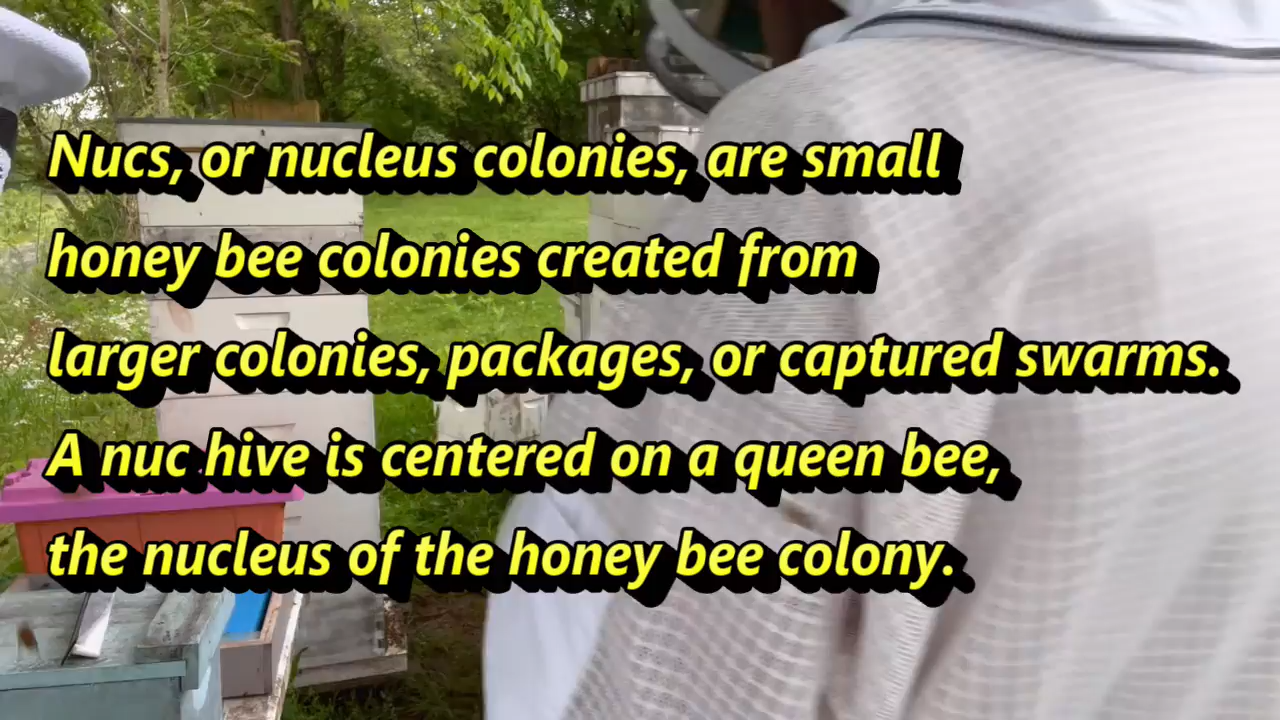 Nucs, or nucleus colonies, are small
honey bee colonies created from
larger colonies, packages, or captured swarms.
A nuc hive is centered on a queen bee,
the nucleus of the honey bee colony.